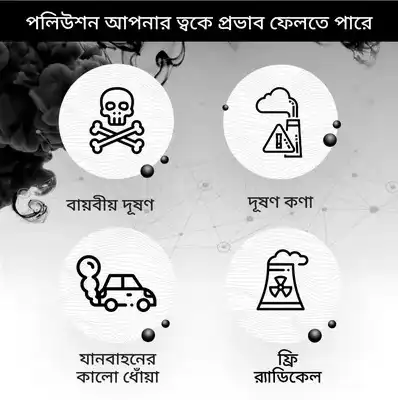 পলিউশন আপনার ত্বকে প্রভাব ফেলতে পারে
বায়বীয় দূষণ
দূষণ কণা
যানবাহনের
কালো ধোঁয়া
ফ্রি
র‍্যাডিকেল